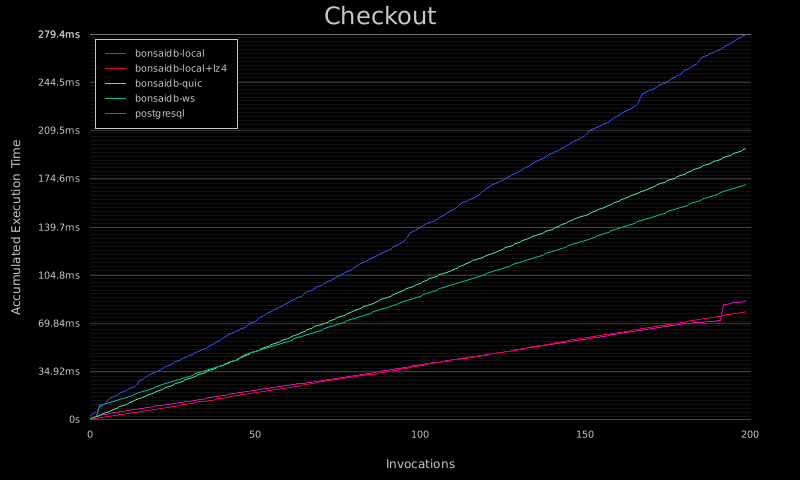 Checkout
279.4ms
244.5ms
209.5ms
174.6ms
139.7ms
104.8ms
69.84ms
34.92ms
0s
bonsaidb-local
bonsaidb-local+lz4
bonsaidb-quic
bonsaidb-ws
postgresql
Accumulated Execution Time
0
50
100
150
200
Invocations